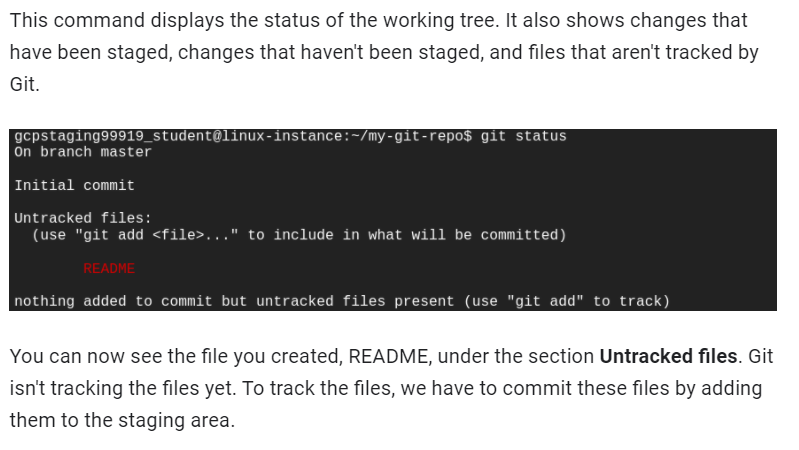 This command displays the status of the working tree. It also shows changes that
have been staged, changes that haven't been staged, and files that aren't tracked by
Git.
gcpstaging99919_student@linux-instance:~/my-git-repo$ git status
On branch master
Initial commit
Untracked files:
(use "git add <file>..." to include in what will be committed)
README
nothing added to commit but untracked files present (use "git add" to track)
You can now see the file you created, README, under the section Untracked files. Git
isn't tracking the files yet. To track the files, we have to commit these files by adding
them to the staging area.